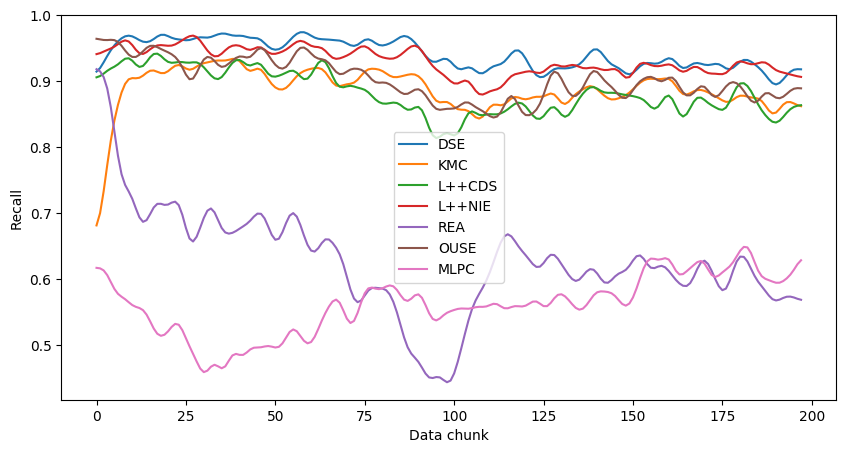 1.0
0.9
0.8
0.7
0.6
0.5
Recall
DSE
KMC
L++CDS
L++NIE
REA
OUSE
MLPC
0 25 50 75 100 125 150 175 200
Data chunk